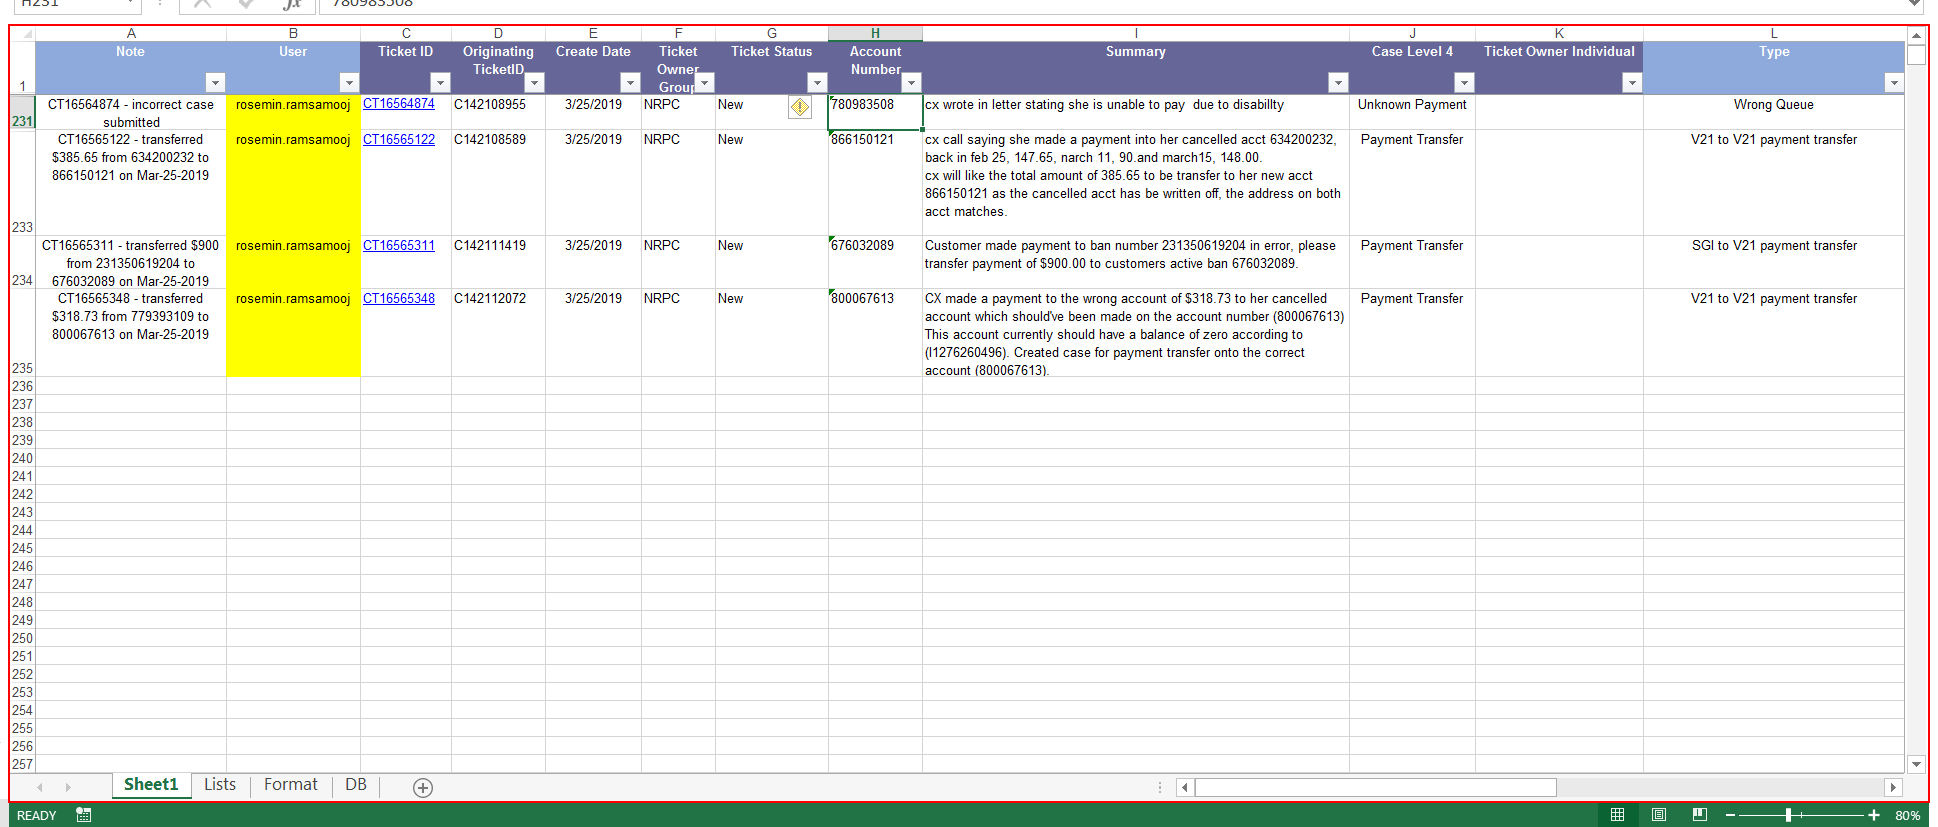 H231 780983508
A B C D E F G H I J K L
1 Note User Ticket ID Originating TicketID Create Date Ticket Owner Group Ticket Status Account Number Summary Case Level 4 Ticket Owner Individual Type
231 CT16564874 - incorrect case submitted rosemin.ramsamooj CT16564874 C142108955 3/25/2019 NRPC New 780983508 cx wrote in letter stating she is unable to pay  due to disabillty Unknown Payment Wrong Queue
233 CT16565122 - transferred $385.65 from 634200232 to 866150121 on Mar-25-2019 rosemin.ramsamooj CT16565122 C142108589 3/25/2019 NRPC New 866150121 cx call saying she made a payment into her cancelled acct 634200232,
back in feb 25, 147.65, narch 11, 90.and march15, 148.00.
cx will like the total amount of 385.65 to be transfer to her new acct
866150121 as the cancelled acct has be written off, the address on both
acct matches. Payment Transfer V21 to V21 payment transfer
234 CT16565311 - transferred $900 from 231350619204 to 676032089 on Mar-25-2019 rosemin.ramsamooj CT16565311 C142111419 3/25/2019 NRPC New 676032089 Customer made payment to ban number 231350619204 in error, please
transfer payment of $900.00 to customers active ban 676032089. Payment Transfer SGI to V21 payment transfer
235 CT16565348 - transferred $318.73 from 779393109 to 800067613 on Mar-25-2019 rosemin.ramsamooj CT16565348 C142112072 3/25/2019 NRPC New 800067613 CX made a payment to the wrong account of $318.73 to her cancelled
account which should've been made on the account number (800067613)
This account currently should have a balance of zero according to
(I1276260496). Created case for payment transfer onto the correct
account (800067613). Payment Transfer V21 to V21 payment transfer
236
237
238
239
240
241
242
243
244
245
246
247
248
249
250
251
252
253
254
255
256
257
Sheet1 Lists Format DB
READY 80%